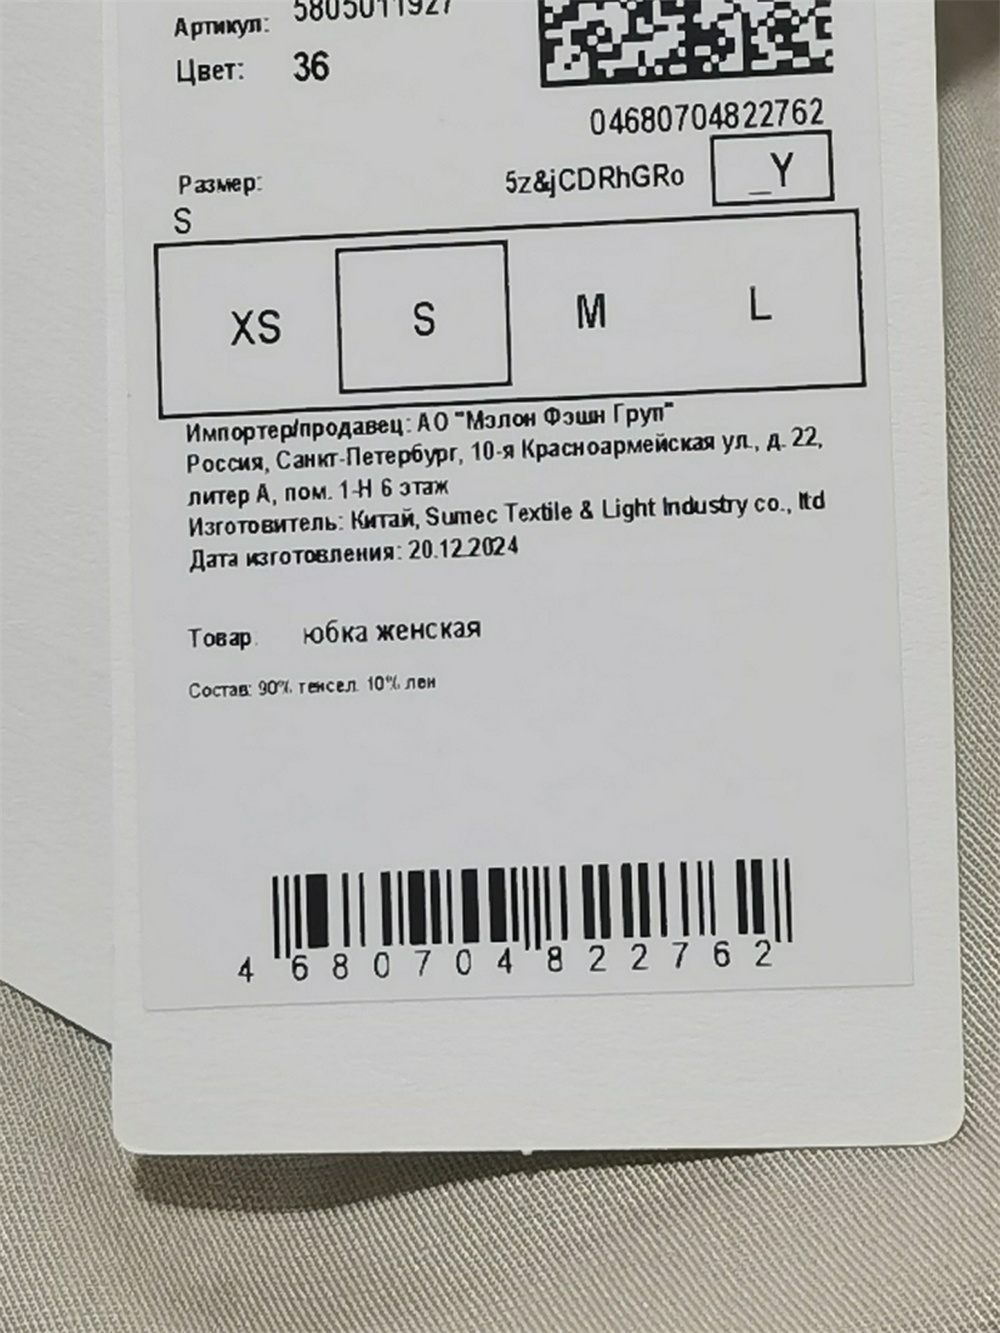 Артикул: 5805011927
Цвет: 36
04680704822762
Размер: 5z&jCDRhGRo _Y
S
XS S M L
Импортер/продавец: АО "Мэлон Фэшн Груп"
Россия, Санкт-Петербург, 10-я Красноармейская ул., д. 22,
литер А, пом. 1-Н 6 этаж
Изготовитель: Китай, Sumec Textile & Light Industry co., ltd
Дата изготовления: 20.12.2024
Товар: юбка женская
Состав: 90% тенсел. 10% лен
4 680704 822762